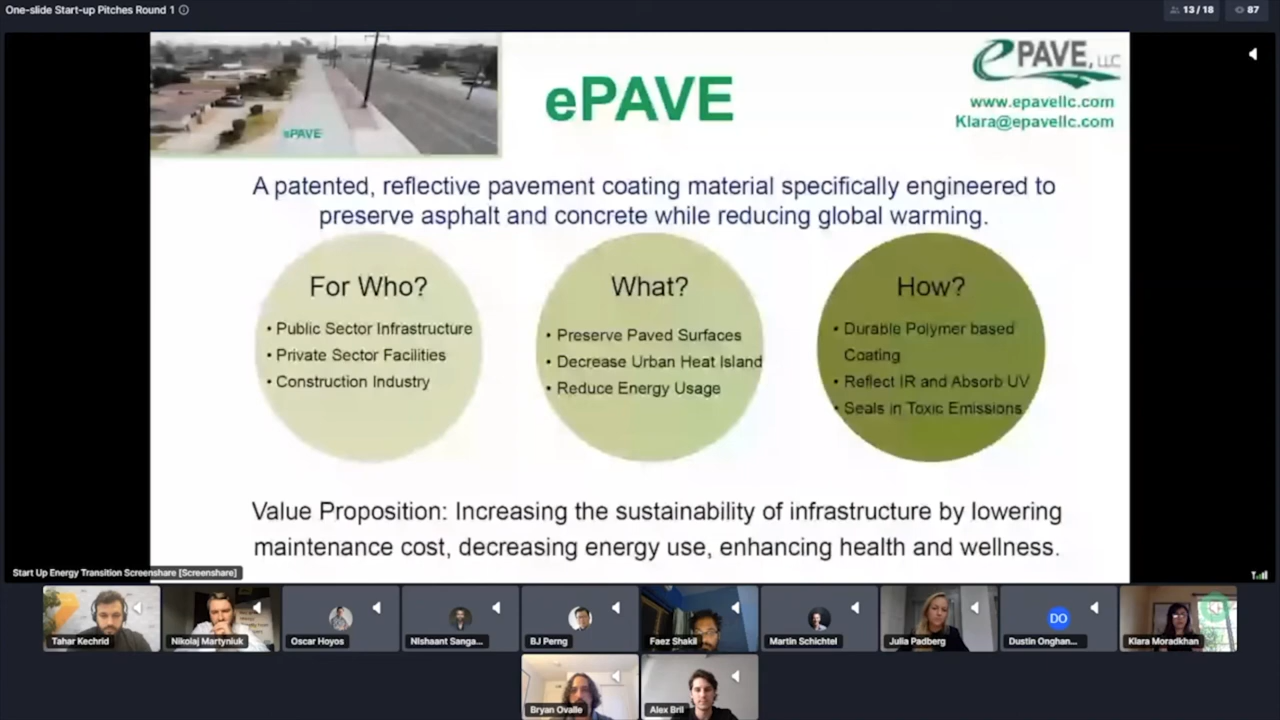 One-slide Start-up Pitches Round 1
13 / 18
87
ePAVE
ePAVE
ePAVE, LLC
www.epavellc.com
Klara@epavellc.com
A patented, reflective pavement coating material specifically engineered to
preserve asphalt and concrete while reducing global warming.
For Who?
• Public Sector Infrastructure
• Private Sector Facilities
• Construction Industry
What?
• Preserve Paved Surfaces
• Decrease Urban Heat Island
• Reduce Energy Usage
How?
• Durable Polymer based
Coating
• Reflect IR and Absorb UV
• Seals in Toxic Emissions
Value Proposition: Increasing the sustainability of infrastructure by lowering
maintenance cost, decreasing energy use, enhancing health and wellness.
Start Up Energy Transition Screenshare [Screenshare]
Tahar Kechrid
Nikolaj Martyniuk
Oscar Hoyos
Nishaant Sanga...
BJ Perng
Faez Shakil
Martin Schichtel
Julia Padberg
DO
Dustin Onghan...
Klara Moradkhan
Bryan Ovalle
Alex Bril